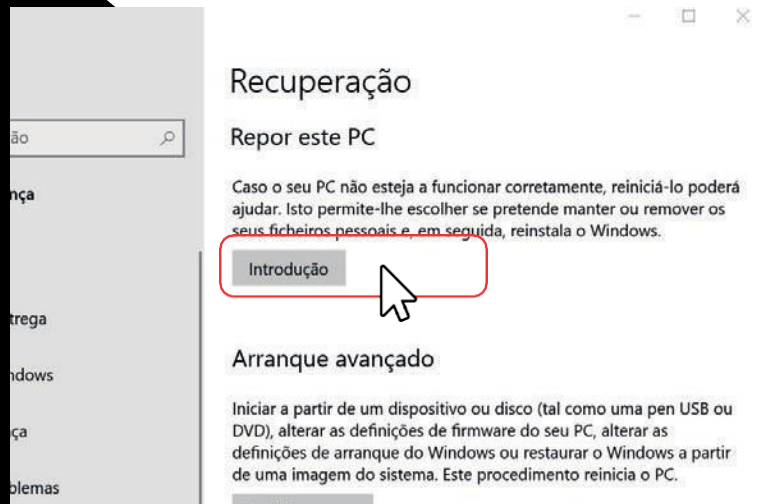 Recuperação
ão
Repor este PC
nça
Caso o seu PC não esteja a funcionar corretamente, reiniciá-lo poderá
ajudar. Isto permite-lhe escolher se pretende manter ou remover os
seus ficheiros pessoais e, em seguida, reinstala o Windows.
Introdução
trega
Arranque avançado
ndows
Iniciar a partir de um dispositivo ou disco (tal como uma pen USB ou
DVD), alterar as definições de firmware do seu PC, alterar as
ça
definições de arranque do Windows ou restaurar o Windows a partir
de uma imagem do sistema. Este procedimento reinicia o PC.
blemas